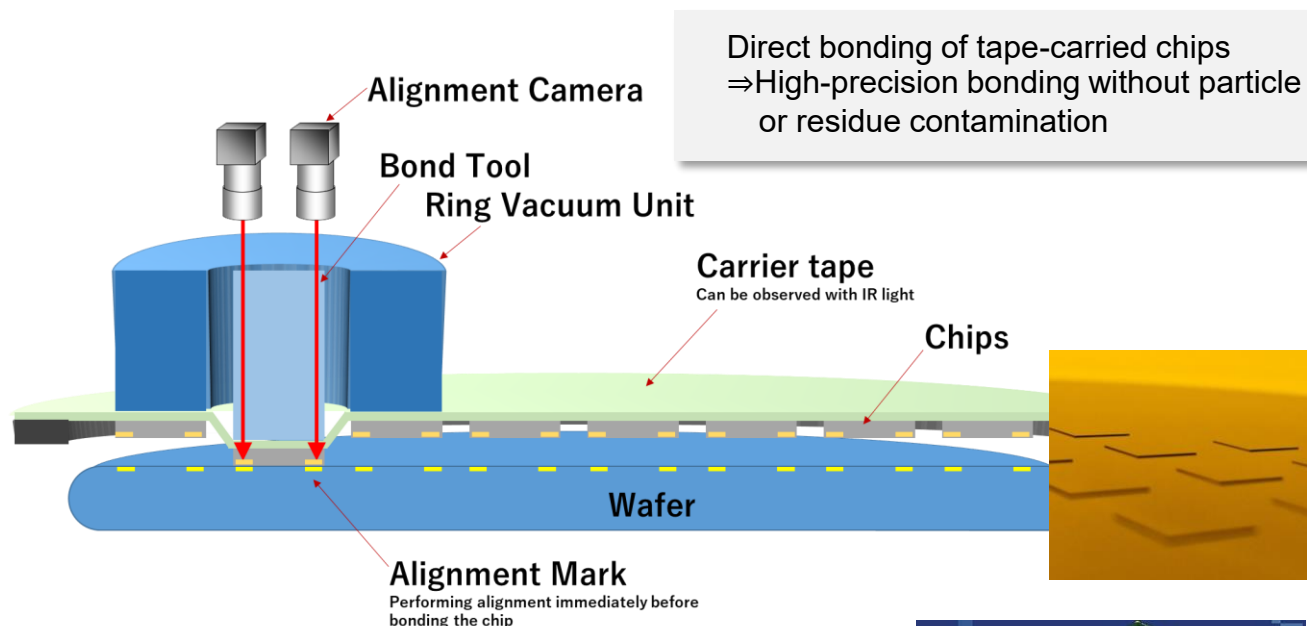 Direct bonding of tape-carried chips
⇒High-precision bonding without particle
or residue contamination
Alignment Camera
Bond Tool
Ring Vacuum Unit
Carrier tape
Can be observed with IR light
Chips
Wafer
Alignment Mark
Performing alignment immediately before
bonding the chip